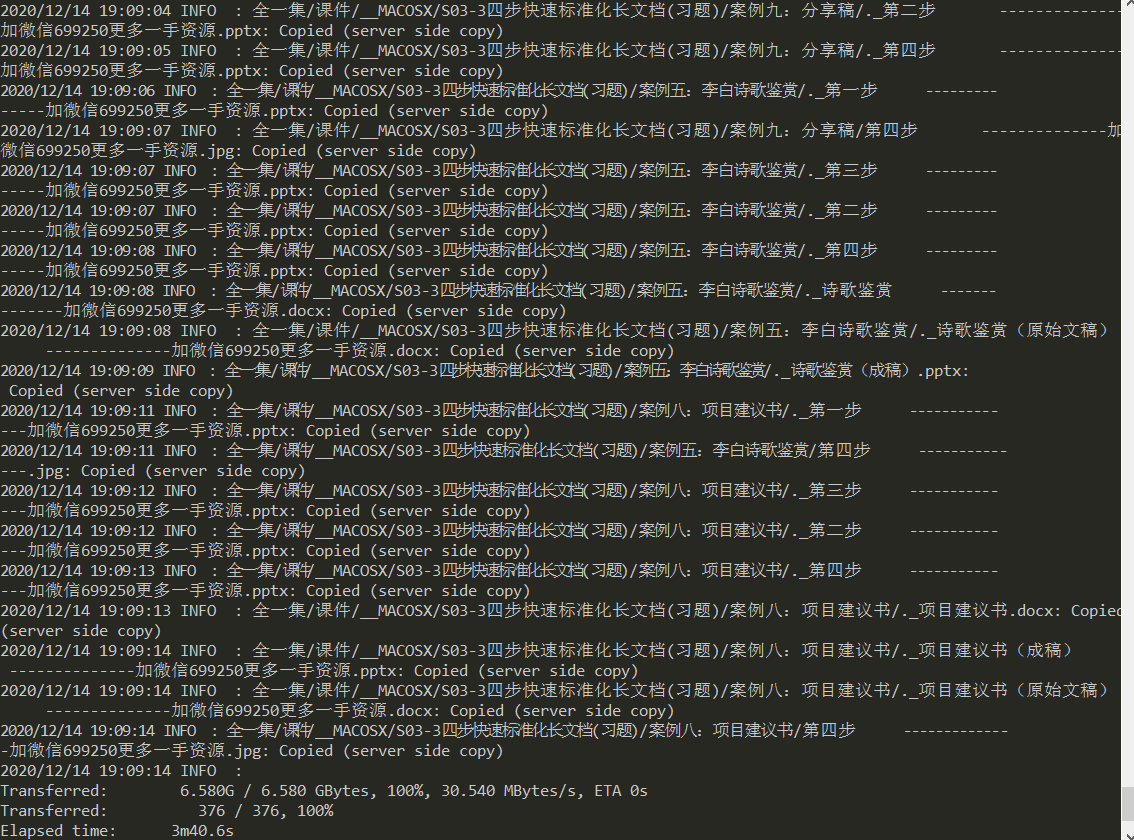 2020/12/14 19:09:04 INFO  : 全一集/课件/__MACOSX/S03-3四步快速标准化长文档(习题)/案例九：分享稿/._第二步       --------------
加微信699250更多一手资源.pptx: Copied (server side copy)
2020/12/14 19:09:05 INFO  : 全一集/课件/__MACOSX/S03-3四步快速标准化长文档(习题)/案例九：分享稿/._第四步       --------------
加微信699250更多一手资源.pptx: Copied (server side copy)
2020/12/14 19:09:06 INFO  : 全一集/课件/__MACOSX/S03-3四步快速标准化长文档(习题)/案例五：李白诗歌鉴赏/._第一步      ---------
-----加微信699250更多一手资源.pptx: Copied (server side copy)
2020/12/14 19:09:07 INFO  : 全一集/课件/__MACOSX/S03-3四步快速标准化长文档(习题)/案例九：分享稿/第四步       --------------加
微信699250更多一手资源.jpg: Copied (server side copy)
2020/12/14 19:09:07 INFO  : 全一集/课件/__MACOSX/S03-3四步快速标准化长文档(习题)/案例五：李白诗歌鉴赏/._第三步      ---------
-----加微信699250更多一手资源.pptx: Copied (server side copy)
2020/12/14 19:09:07 INFO  : 全一集/课件/__MACOSX/S03-3四步快速标准化长文档(习题)/案例五：李白诗歌鉴赏/._第二步      ---------
-----加微信699250更多一手资源.pptx: Copied (server side copy)
2020/12/14 19:09:08 INFO  : 全一集/课件/__MACOSX/S03-3四步快速标准化长文档(习题)/案例五：李白诗歌鉴赏/._第四步      ---------
-----加微信699250更多一手资源.pptx: Copied (server side copy)
2020/12/14 19:09:08 INFO  : 全一集/课件/__MACOSX/S03-3四步快速标准化长文档(习题)/案例五：李白诗歌鉴赏/._诗歌鉴赏      -------
-------加微信699250更多一手资源.docx: Copied (server side copy)
2020/12/14 19:09:08 INFO  : 全一集/课件/__MACOSX/S03-3四步快速标准化长文档(习题)/案例五：李白诗歌鉴赏/._诗歌鉴赏（原始文稿）
     --------------加微信699250更多一手资源.docx: Copied (server side copy)
2020/12/14 19:09:09 INFO  : 全一集/课件/__MACOSX/S03-3四步快速标准化长文档(习题)/案例五：李白诗歌鉴赏/._诗歌鉴赏（成稿）.pptx:
 Copied (server side copy)
2020/12/14 19:09:11 INFO  : 全一集/课件/__MACOSX/S03-3四步快速标准化长文档(习题)/案例八：项目建议书/._第一步      -----------
---加微信699250更多一手资源.pptx: Copied (server side copy)
2020/12/14 19:09:11 INFO  : 全一集/课件/__MACOSX/S03-3四步快速标准化长文档(习题)/案例五：李白诗歌鉴赏/第四步      -----------
---.jpg: Copied (server side copy)
2020/12/14 19:09:12 INFO  : 全一集/课件/__MACOSX/S03-3四步快速标准化长文档(习题)/案例八：项目建议书/._第三步      -----------
---加微信699250更多一手资源.pptx: Copied (server side copy)
2020/12/14 19:09:12 INFO  : 全一集/课件/__MACOSX/S03-3四步快速标准化长文档(习题)/案例八：项目建议书/._第二步      -----------
---加微信699250更多一手资源.pptx: Copied (server side copy)
2020/12/14 19:09:13 INFO  : 全一集/课件/__MACOSX/S03-3四步快速标准化长文档(习题)/案例八：项目建议书/._第四步      -----------
---加微信699250更多一手资源.pptx: Copied (server side copy)
2020/12/14 19:09:13 INFO  : 全一集/课件/__MACOSX/S03-3四步快速标准化长文档(习题)/案例八：项目建议书/._项目建议书.docx: Copied
(server side copy)
2020/12/14 19:09:14 INFO  : 全一集/课件/__MACOSX/S03-3四步快速标准化长文档(习题)/案例八：项目建议书/._项目建议书（成稿）
 --------------加微信699250更多一手资源.pptx: Copied (server side copy)
2020/12/14 19:09:14 INFO  : 全一集/课件/__MACOSX/S03-3四步快速标准化长文档(习题)/案例八：项目建议书/._项目建议书（原始文稿）
     --------------加微信699250更多一手资源.docx: Copied (server side copy)
2020/12/14 19:09:14 INFO  : 全一集/课件/__MACOSX/S03-3四步快速标准化长文档(习题)/案例八：项目建议书/第四步      -------------
-加微信699250更多一手资源.jpg: Copied (server side copy)
2020/12/14 19:09:14 INFO  :
Transferred:        6.580G / 6.580 GBytes, 100%, 30.540 MBytes/s, ETA 0s
Transferred:          376 / 376, 100%
Elapsed time:      3m40.6s